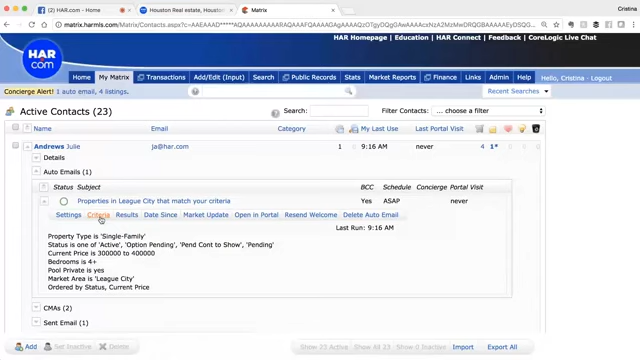 HAR.com
Houston Real estate, Houston
Matrix
Cristina
HAR Homepage | Education | HAR Connect | Feedback | CoreLogic Live Chat
HAR
com
Home
My Matrix
Transactions
Add/Edit (Input)
Search
Public Records
Stats
Market Reports
Finance
Links
Admin
Help
Hello, Cristina - Logout
Concierge Alert! 1 auto email, 4 listings.
Recent Searches
Active Contacts (23)
Search:
Filter Contacts: ... choose a filter
Name Email Category My Last Use Last Portal Visit
Andrews Julie ja@har.com 1 9:16 AM never 4 1*
Details
Auto Emails (1)
Status Subject BCC Schedule Concierge Portal Visit
Properties in League City that match your criteria Yes ASAP never
Settings Criteria Results Date Since Market Update Open in Portal Resend Welcome Delete Auto Email
Last Run: 9:16 AM
Property Type is 'Single-Family'
Status is one of 'Active', 'Option Pending', 'Pend Cont to Show', 'Pending'
Current Price is 300000 to 400000
Bedrooms is 4+
Pool Private is yes
Market Area is 'League City'
Ordered by Status, Current Price
CMAs (2)
Sent Email (1)
Add Set Inactive Delete Show 23 Active Show All 33 Show 0 Inactive Import Export All